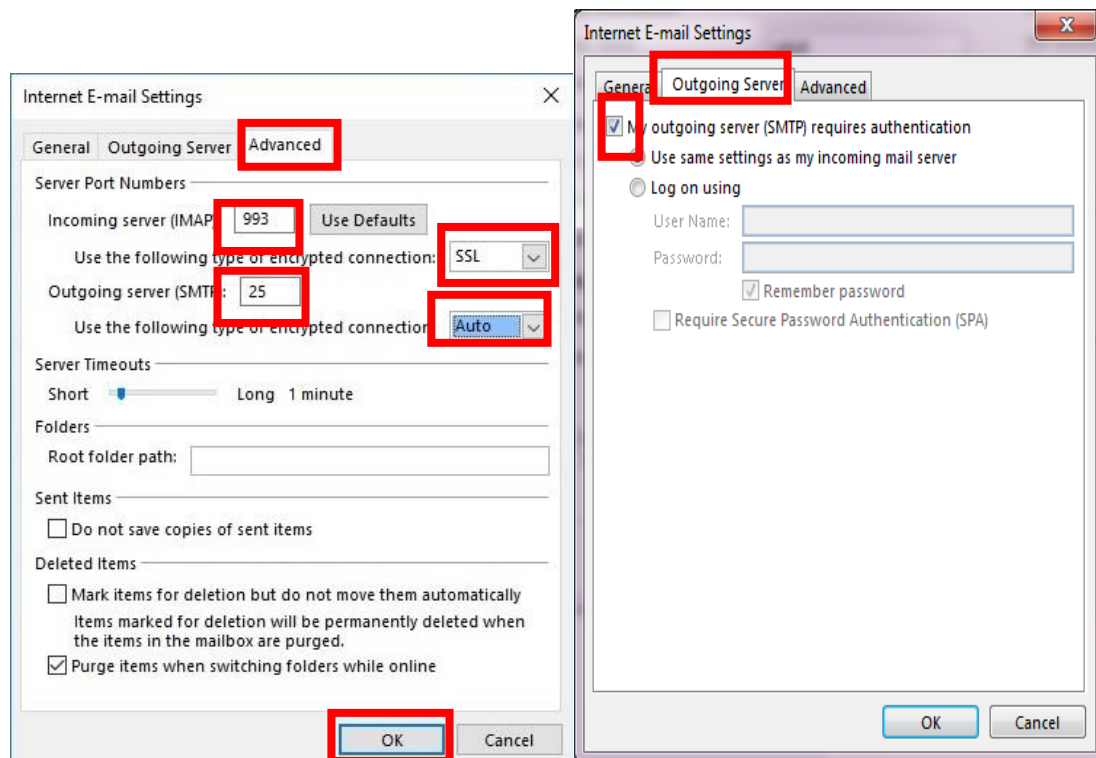 Internet E-mail Settings
General Outgoing Server Advanced
Server Port Numbers
Incoming server (IMAP 993 Use Defaults
Use the following type of encrypted connection: SSL
Outgoing server (SMTP: 25
Use the following type of encrypted connection Auto
Server Timeouts
Short Long 1 minute
Folders
Root folder path:
Sent Items
Do not save copies of sent items
Deleted Items
Mark items for deletion but do not move them automatically
Items marked for deletion will be permanently deleted when
the items in the mailbox are purged.
Purge items when switching folders while online
OK Cancel
Internet E-mail Settings
General Outgoing Server Advanced
My outgoing server (SMTP) requires authentication
Use same settings as my incoming mail server
Log on using
User Name:
Password:
Remember password
Require Secure Password Authentication (SPA)
OK Cancel